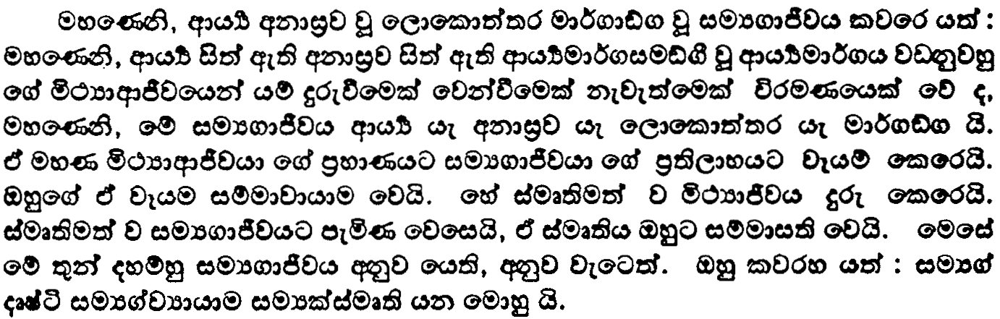 මහණෙනි, ආර්‍ය්‍ය අනාස්‍රව වූ ලොකොත්තර මාර්ගාඞ්ග වූ සම්‍යගාජීවය කවරෙ යත් :
මහණෙනි, ආර්‍ය්‍ය සිත් ඇති අනාස්‍රව සිත් ඇති ආර්‍ය්‍යමාර්ගසමඞ්ගී වූ ආර්‍ය්‍යමාර්ගය වඩනුවහු
ගේ මිථ්‍යාආජීවයෙන් යම් දුරුවීමෙක් වෙන්වීමෙක් නැවැත්මෙක් විරමණයෙක් වේ ද,
මහණෙනි, මේ සම්‍යගාජීවය ආර්‍ය්‍ය යැ අනාස්‍රව යැ ලොකොත්තර යැ මාර්ගඞ්ග යි.
ඒ මහණ මිථ්‍යාආජීවයා ගේ ප්‍රහාණයට සම්‍යගාජීවයා ගේ ප්‍රතිලාභයට වෑයම් කෙරෙයි.
ඔහුගේ ඒ වෑයම සම්මාවායාම වෙයි. හේ ස්මෘතිමත් ව මිථ්‍යාජීවය දුරු කෙරෙයි.
ස්මෘතිමත් ව සම්‍යගාජීවයට පැමිණ වෙසෙයි, ඒ ස්මෘතිය ඔහුට සම්මාසති වෙයි. මෙසේ
මේ තුන් දහම්හු සම්‍යගාජීවය අනුව යෙති, අනුව වැටෙත්. ඔහු කවරහ යත් : සම්‍යග්
දෘෂ්ටි සම්‍යග්ව්‍යායාම සම්‍යක්ස්මෘති යන මොහු යි.